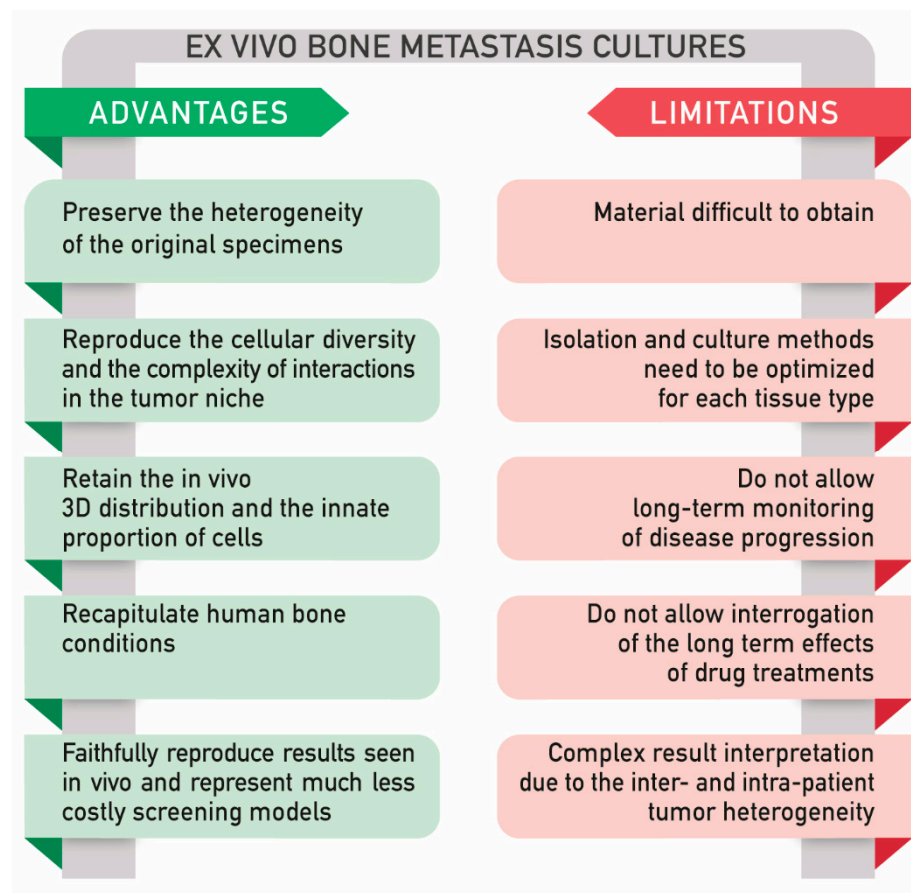 EX VIVO BONE METASTASIS CULTURES
ADVANTAGES
Preserve the heterogeneity
of the original specimens
Reproduce the cellular diversity
and the complexity of interactions
in the tumor niche
Retain the in vivo
3D distribution and the innate
proportion of cells
Recapitulate human bone
conditions
Faithfully reproduce results seen
in vivo and represent much less
costly screening models
LIMITATIONS
Material difficult to obtain
Isolation and culture methods
need to be optimized
for each tissue type
Do not allow
long-term monitoring
of disease progression
Do not allow interrogation
of the long term effects
of drug treatments
Complex result interpretation
due to the inter- and intra-patient
tumor heterogeneity